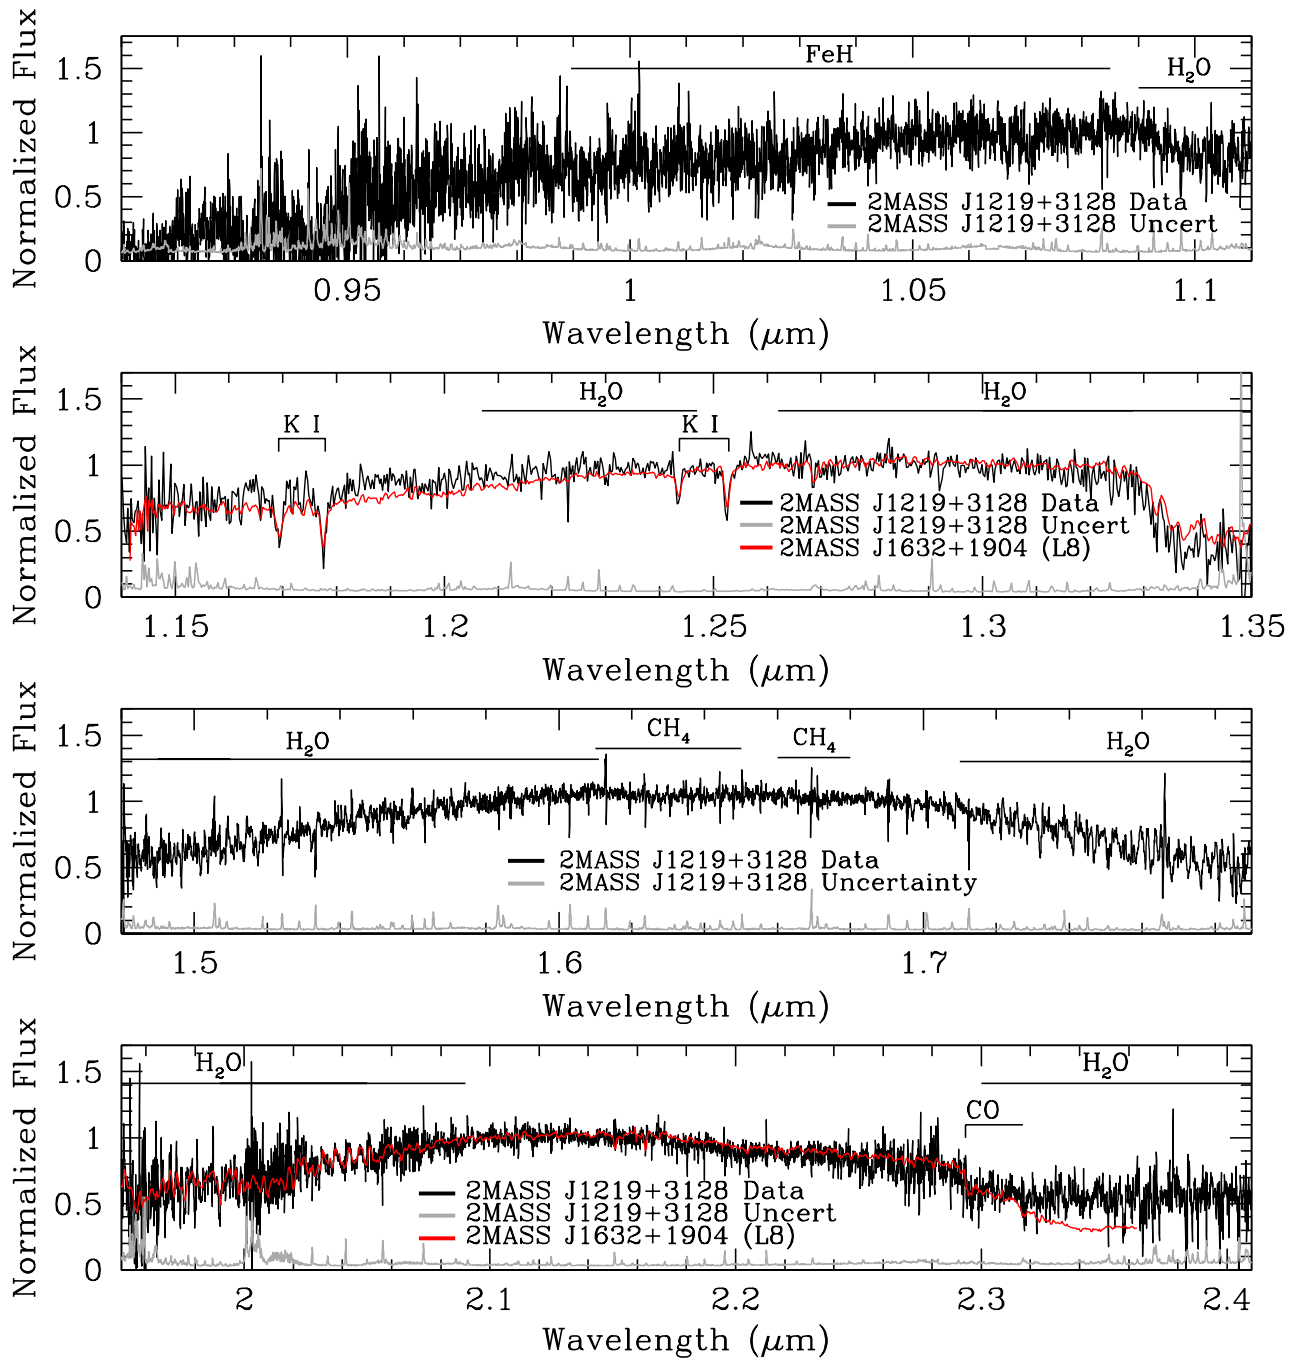 Normalized Flux
1.5
1
0.5
0
FeH
H₂O
2MASS J1219+3128 Data
2MASS J1219+3128 Uncert
0.95 1 1.05 1.1
Wavelength (μm)
Normalized Flux
1.5
1
0.5
0
K I
H₂O
K I
H₂O
2MASS J1219+3128 Data
2MASS J1219+3128 Uncert
2MASS J1632+1904 (L8)
1.15 1.2 1.25 1.3 1.35
Wavelength (μm)
Normalized Flux
1.5
1
0.5
0
H₂O
CH₄
CH₄
H₂O
2MASS J1219+3128 Data
2MASS J1219+3128 Uncertainty
1.5 1.6 1.7
Wavelength (μm)
Normalized Flux
1.5
1
0.5
0
H₂O
CO
H₂O
2MASS J1219+3128 Data
2MASS J1219+3128 Uncert
2MASS J1632+1904 (L8)
2 2.1 2.2 2.3 2.4
Wavelength (μm)